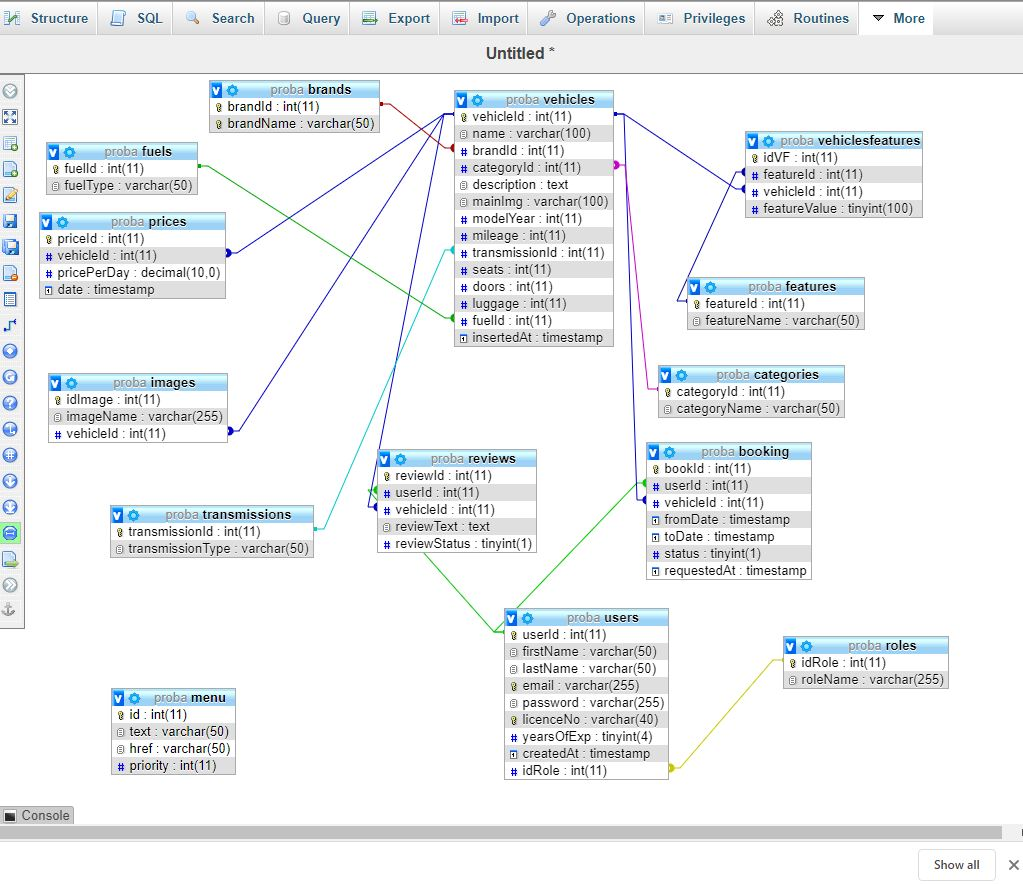 Structure
SQL
Search
Query
Export
Import
Operations
Privileges
Routines
More
Untitled *
proba brands
brandId : int(11)
brandName : varchar(50)
proba fuels
fuelId : int(11)
fuelType : varchar(50)
proba prices
priceId : int(11)
vehicleId : int(11)
pricePerDay : decimal(10,0)
date : timestamp
proba vehicles
vehicleId : int(11)
name : varchar(100)
brandId : int(11)
categoryId : int(11)
description : text
mainImg : varchar(100)
modelYear : int(11)
mileage : int(11)
transmissionId : int(11)
seats : int(11)
doors : int(11)
luggage : int(11)
fuelId : int(11)
insertedAt : timestamp
proba vehiclesfeatures
idVF : int(11)
featureId : int(11)
vehicleId : int(11)
featureValue : tinyint(100)
proba features
featureId : int(11)
featureName : varchar(50)
proba images
idImage : int(11)
imageName : varchar(255)
vehicleId : int(11)
proba categories
categoryId : int(11)
categoryName : varchar(50)
proba reviews
reviewId : int(11)
userId : int(11)
vehicleId : int(11)
reviewText : text
reviewStatus : tinyint(1)
proba booking
bookId : int(11)
userId : int(11)
vehicleId : int(11)
fromDate : timestamp
toDate : timestamp
status : tinyint(1)
requestedAt : timestamp
proba transmissions
transmissionId : int(11)
transmissionType : varchar(50)
proba users
userId : int(11)
firstName : varchar(50)
lastName : varchar(50)
email : varchar(255)
password : varchar(255)
licenceNo : varchar(40)
yearsOfExp : tinyint(4)
createdAt : timestamp
idRole : int(11)
proba roles
idRole : int(11)
roleName : varchar(255)
proba menu
id : int(11)
text : varchar(50)
href : varchar(50)
priority : int(11)
Console
Show all